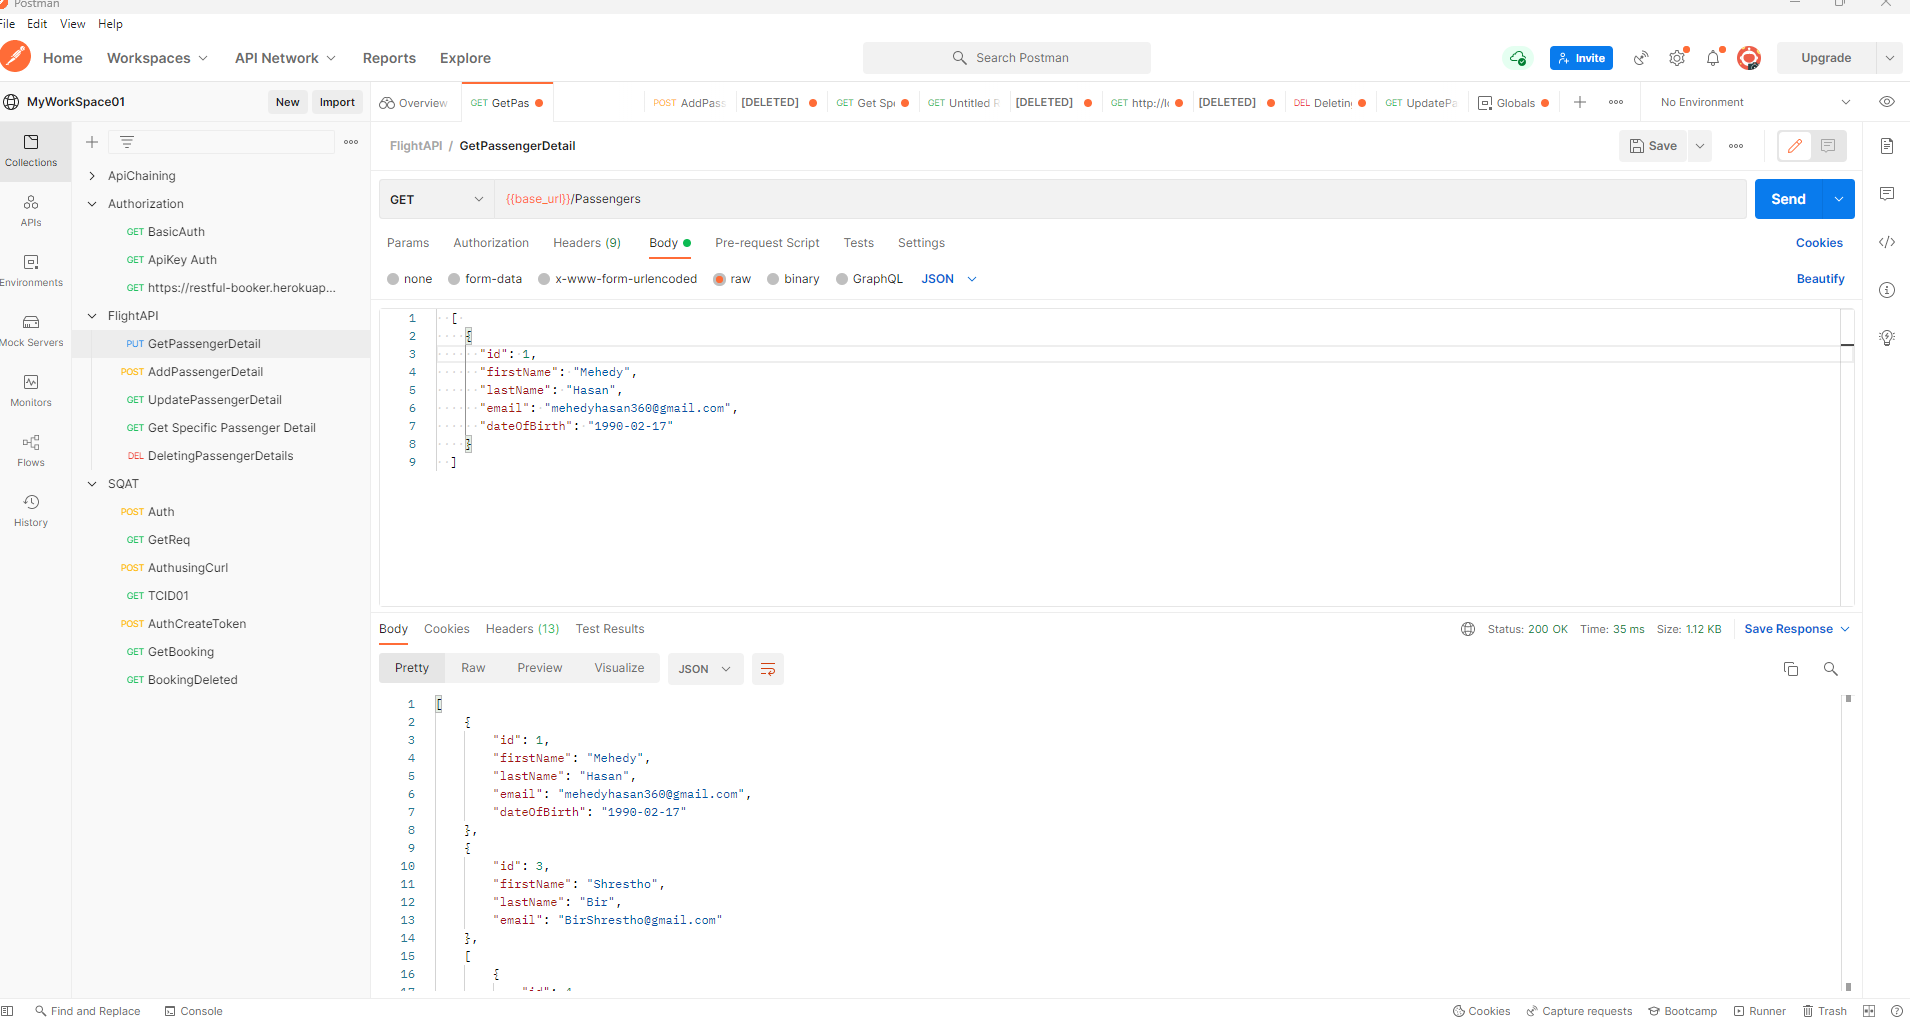 Postman
File Edit View Help
Home Workspaces API Network Reports Explore
Search Postman
Invite
Upgrade
MyWorkSpace01 New Import
Overview GET GetPas POST AddPass [DELETED] GET Get Spe GET Untitled R [DELETED] GET http://lo [DELETED] DEL Deleting GET UpdatePa Globals No Environment
Collections
APIs
Environments
Mock Servers
Monitors
Flows
History
ApiChaining
Authorization
GET BasicAuth
GET ApiKey Auth
GET https://restful-booker.herokuap...
FlightAPI
PUT GetPassengerDetail
POST AddPassengerDetail
GET UpdatePassengerDetail
GET Get Specific Passenger Detail
DEL DeletingPassengerDetails
SQAT
POST Auth
GET GetReq
POST AuthusingCurl
GET TCID01
POST AuthCreateToken
GET GetBooking
GET BookingDeleted
FlightAPI / GetPassengerDetail Save
GET {{base_url}}/Passengers Send
Params Authorization Headers (9) Body Pre-request Script Tests Settings Cookies
none form-data x-www-form-urlencoded raw binary GraphQL JSON Beautify
1 [
2 {
3 "id": 1,
4 "firstName": "Mehedy",
5 "lastName": "Hasan",
6 "email": "mehedyhasan360@gmail.com",
7 "dateOfBirth": "1990-02-17"
8 }
9 ]
Body Cookies Headers (13) Test Results Status: 200 OK Time: 35 ms Size: 1.12 KB Save Response
Pretty Raw Preview Visualize JSON
1 [
2 {
3 "id": 1,
4 "firstName": "Mehedy",
5 "lastName": "Hasan",
6 "email": "mehedyhasan360@gmail.com",
7 "dateOfBirth": "1990-02-17"
8 },
9 {
10 "id": 3,
11 "firstName": "Shrestho",
12 "lastName": "Bir",
13 "email": "BirShrestho@gmail.com"
14 },
15 [
16 {
17 "id":
Find and Replace Console Cookies Capture requests Bootcamp Runner Trash